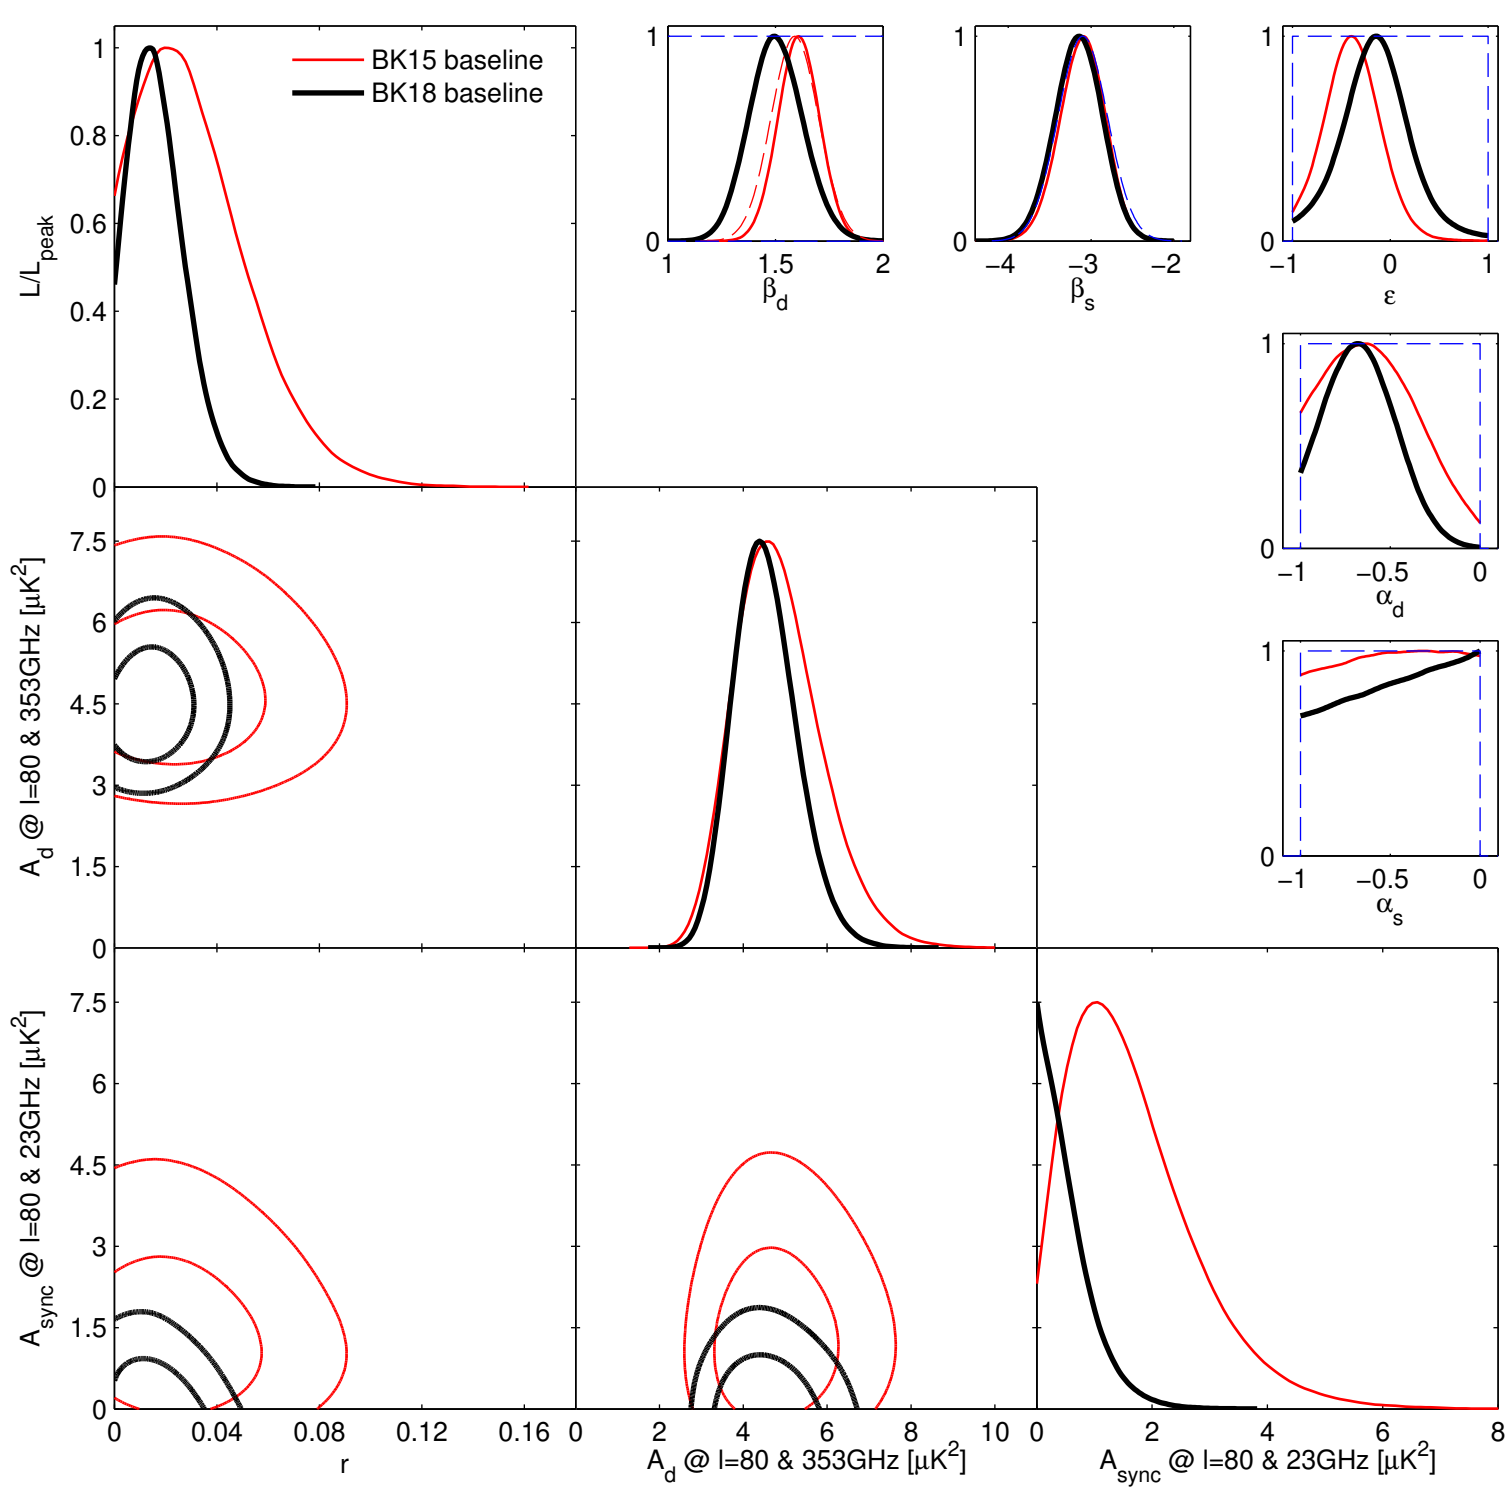 BK15 baseline
BK18 baseline
L/L_peak
1
0.8
0.6
0.4
0.2
0
1
0
1 1.5 2
β_d
1
0
−4 −3 −2
β_s
1
0
−1 0 1
ε
1
0
−1 −0.5 0
α_d
1
0
−1 −0.5 0
α_s
A_d @ l=80 & 353GHz [μK²]
7.5
6
4.5
3
1.5
0
A_sync @ l=80 & 23GHz [μK²]
7.5
6
4.5
3
1.5
0
0 0.04 0.08 0.12 0.16
r
2 4 6 8 10
A_d @ l=80 & 353GHz [μK²]
0 2 4 6 8
A_sync @ l=80 & 23GHz [μK²]